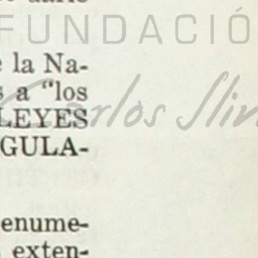 FUNDACIÓ
la Na-
a "los
Carlos Slim
LEYES
GULA-
enume-
exten-